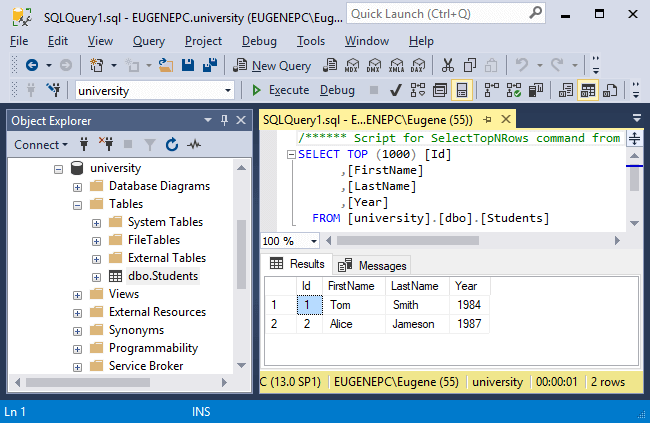 SQLQuery1.sql - EUGENEPC.university (EUGENEPC\Eug...
Quick Launch (Ctrl+Q)
File Edit View Query Project Debug Tools Window Help
New Query MDX DMX XMLA DAX
university Execute Debug
Object Explorer
Connect
university
Database Diagrams
Tables
System Tables
FileTables
External Tables
dbo.Students
Views
External Resources
Synonyms
Programmability
Service Broker
SQLQuery1.sql - E...ENEPC\Eugene (55))
/****** Script for SelectTopNRows command from
SELECT TOP (1000) [Id]
,[FirstName]
,[LastName]
,[Year]
FROM [university].[dbo].[Students]
100 %
Results Messages
Id FirstName LastName Year
1 1 Tom Smith 1984
2 2 Alice Jameson 1987
C (13.0 SP1) EUGENEPC\Eugene (55) university 00:00:01 2 rows
Ln 1 INS